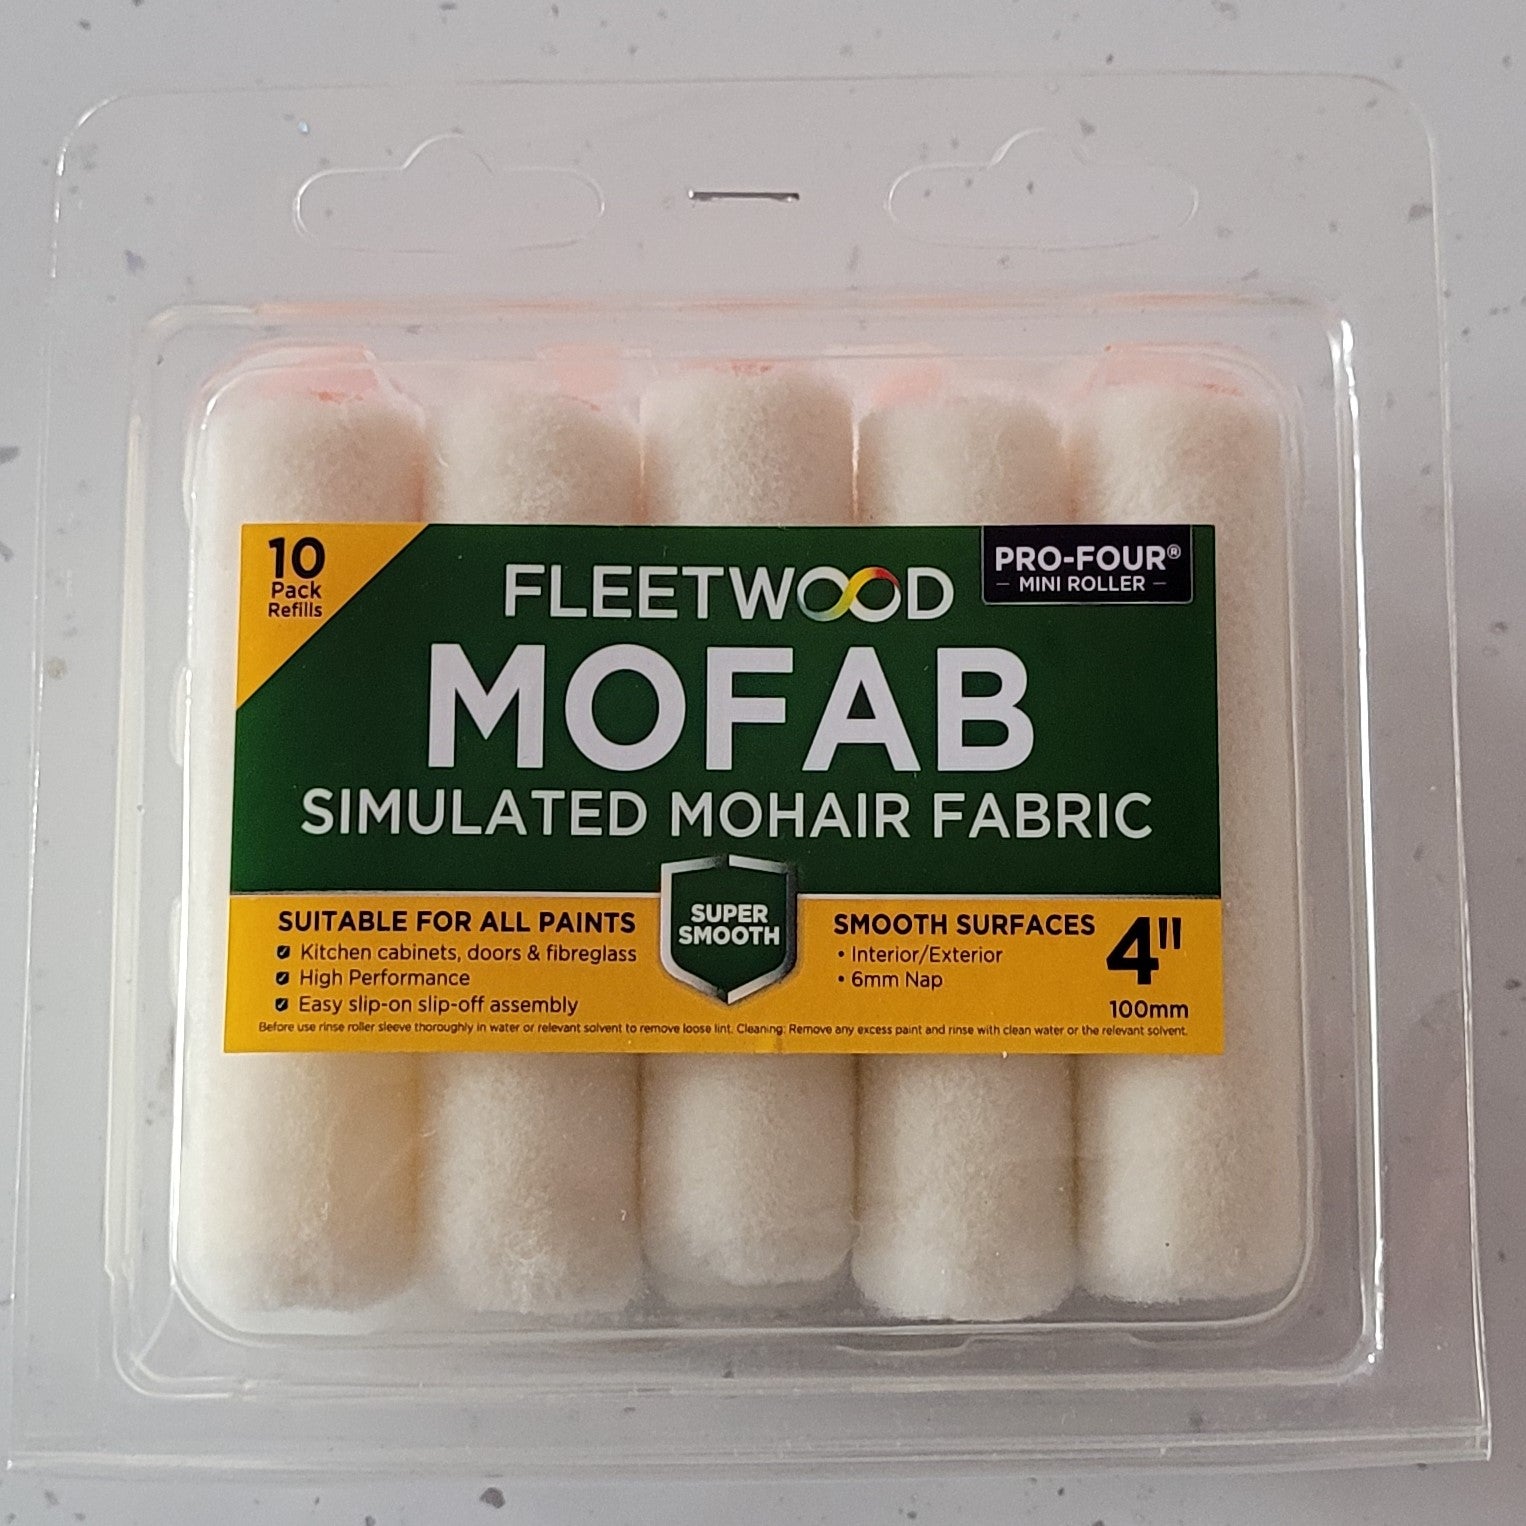 10
Pack
Refills
FLEETWOOD
PRO-FOUR®
– MINI ROLLER –
MOFAB
SIMULATED MOHAIR FABRIC
SUPER
SMOOTH
SUITABLE FOR ALL PAINTS
Kitchen cabinets, doors & fibreglass
High Performance
Easy slip-on slip-off assembly
SMOOTH SURFACES
• Interior/Exterior
• 6mm Nap
4"
100mm
Before use rinse roller sleeve thoroughly in water or relevant solvent to remove loose lint. Cleaning: Remove any excess paint and rinse with clean water or the relevant solvent.